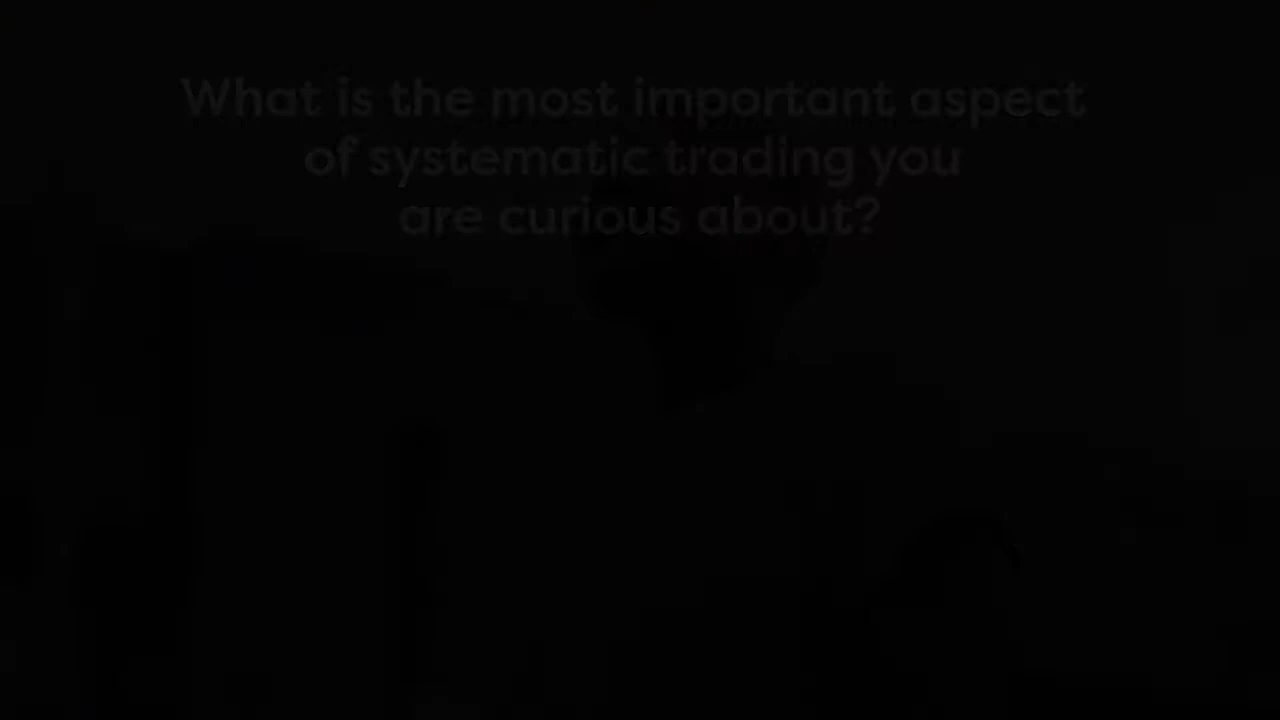 What is the most important aspect
of systematic trading you
are curious about?